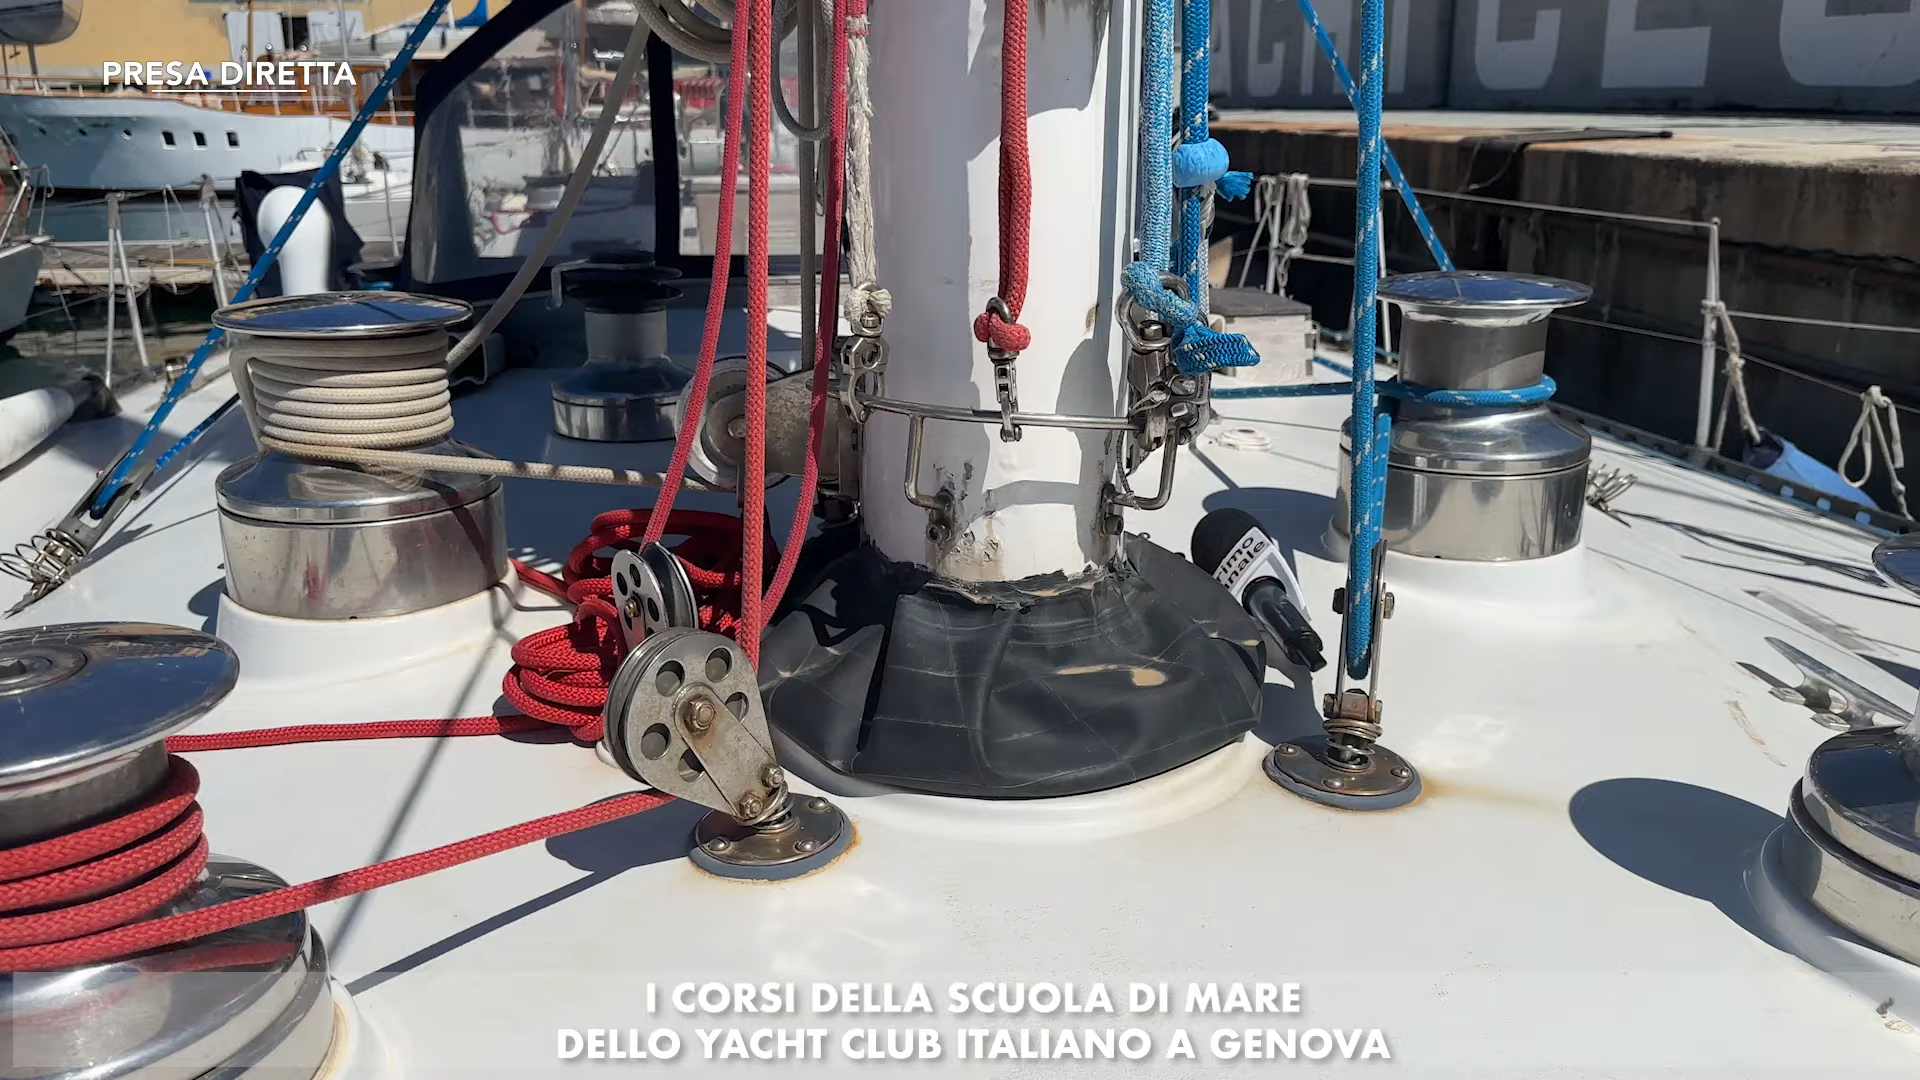 PRESA DIRETTA
I CORSI DELLA SCUOLA DI MARE
DELLO YACHT CLUB ITALIANO A GENOVA